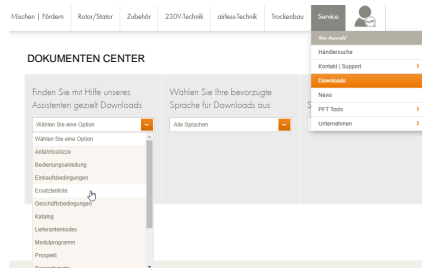 Mischen | Fördern Rotor/Stator Zubehör 230V-Technik airless-Technik Trockenbau Service
Ihre Auswahl
Händlersuche
Kontakt | Support
Downloads
News
PFT Tools
Unternehmen
DOKUMENTEN CENTER
Finden Sie mit Hilfe unseres
Assistenten gezielt Downloads
Wählen Sie eine Option
Wählen Sie eine Option
Anfahrtsskizze
Bedienungsanleitung
Einkaufsbedingungen
Ersatzteilliste
Geschäftsbedingungen
Katalog
Lieferantenkodex
Modulprogramm
Prospekt
Wählen Sie Ihre bevorzugte
Sprache für Downloads aus
Alle Sprachen